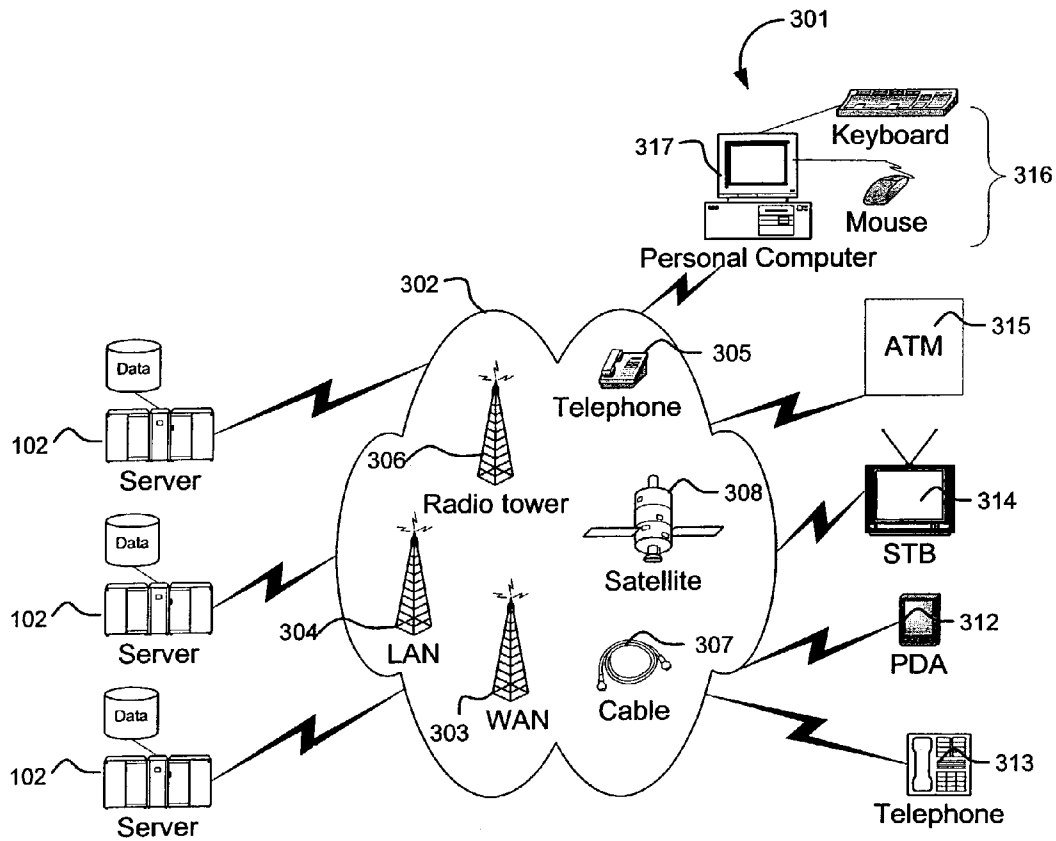 301
Keyboard
317
316
Mouse
Personal Computer
302
305
Telephone
ATM
315
Data
102
Server
306
Radio tower
308
Satellite
314
STB
Data
102
Server
304
LAN
303
WAN
307
Cable
312
PDA
Data
102
Server
313
Telephone